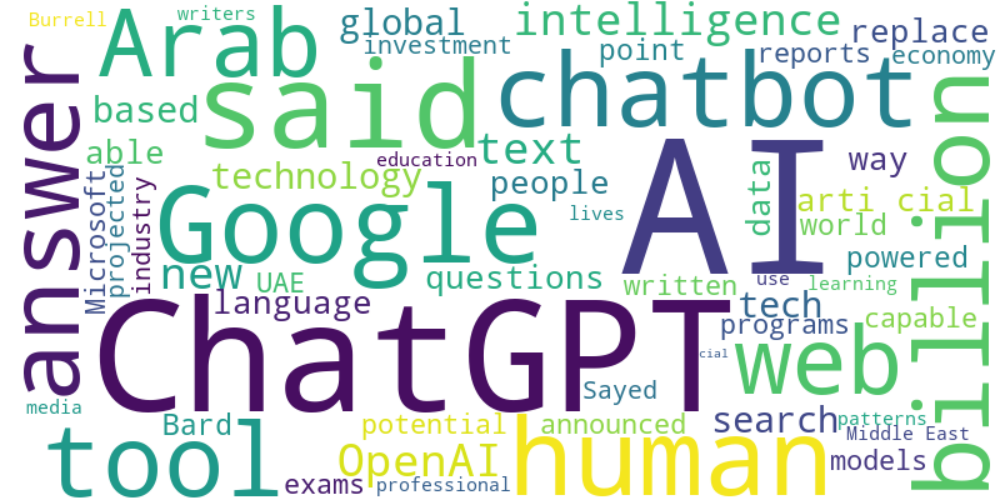 Burrell
writers
Arab
global
investment
intelligence
point
replace
reports
economy
said
chatbot
answer
based
able
text
education
technology
people
AI
way
data
arti cial
world
billion
Microsoft
projected
industry
Google
lives
new
UAE
questions
powered
written
use
learning
language
tech
programs
capable
ChatGPT
cial
web
Sayed
media
Bard
potential
announced
search
patterns
Middle East
tool
OpenAI
human
models
exams
professional